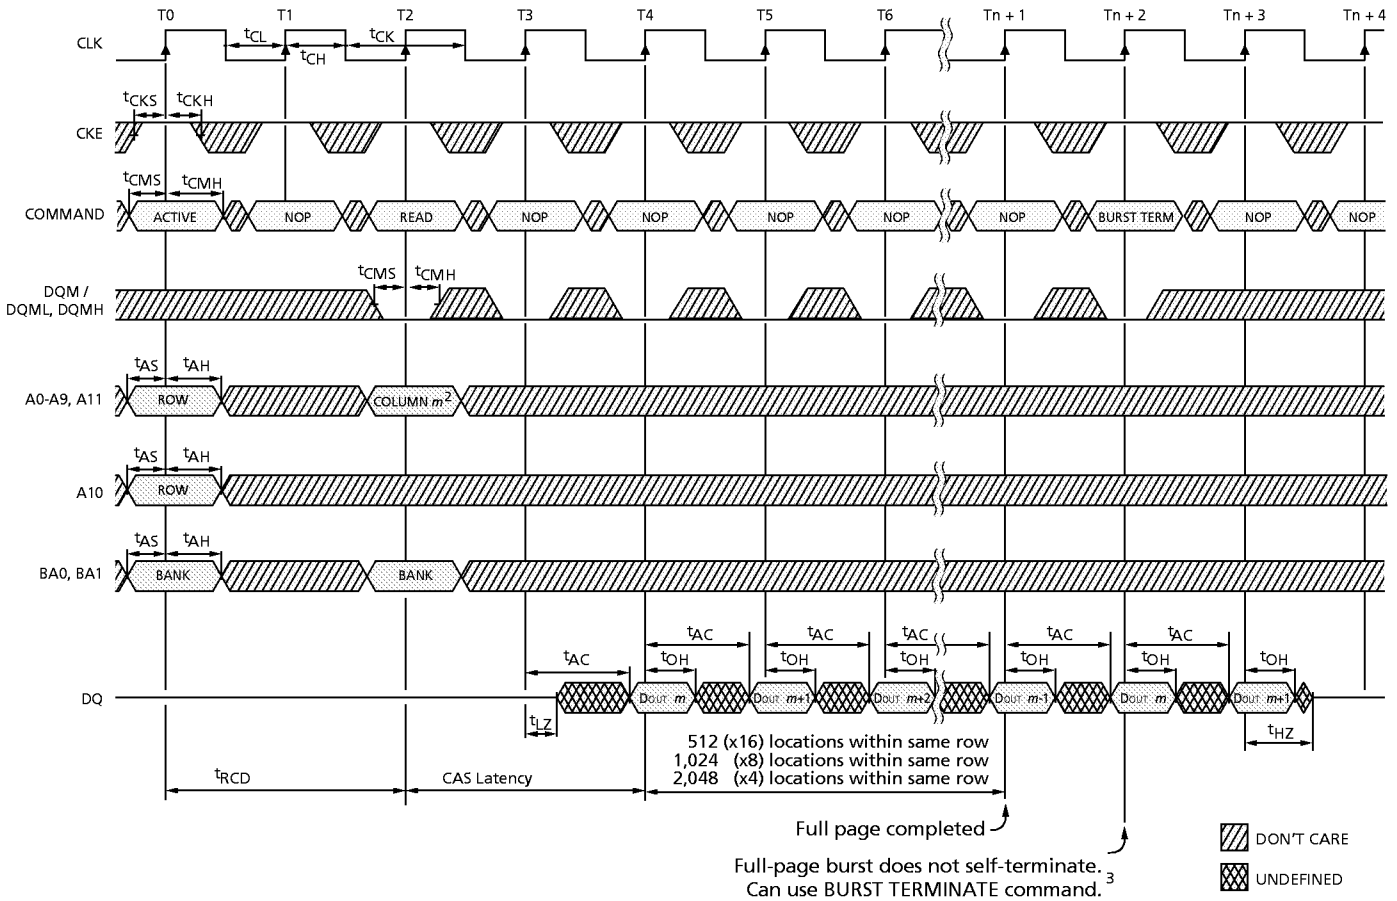 T0 T1 T2 T3 T4 T5 T6 Tn + 1 Tn + 2 Tn + 3 Tn + 4
CLK tCL tCH tCK
tCKS tCKH
CKE
tCMS tCMH
COMMAND ACTIVE NOP READ NOP NOP NOP NOP NOP BURST TERM NOP NOP
tCMS tCMH
DQM /
DQML, DQMH
tAS tAH
A0-A9, A11 ROW COLUMN m2
tAS tAH
A10 ROW
tAS tAH
BA0, BA1 BANK BANK
tAC tAC tAC tAC tAC tAC
tOH tOH tOH tOH tOH tOH
DQ DOUT m DOUT m+1 DOUT m+2 DOUT m-1 DOUT m DOUT m+1
tLZ tHZ
512 (x16) locations within same row
1,024 (x8) locations within same row
2,048 (x4) locations within same row
tRCD CAS Latency
Full page completed
Full-page burst does not self-terminate.
Can use BURST TERMINATE command. 3
DON'T CARE
UNDEFINED